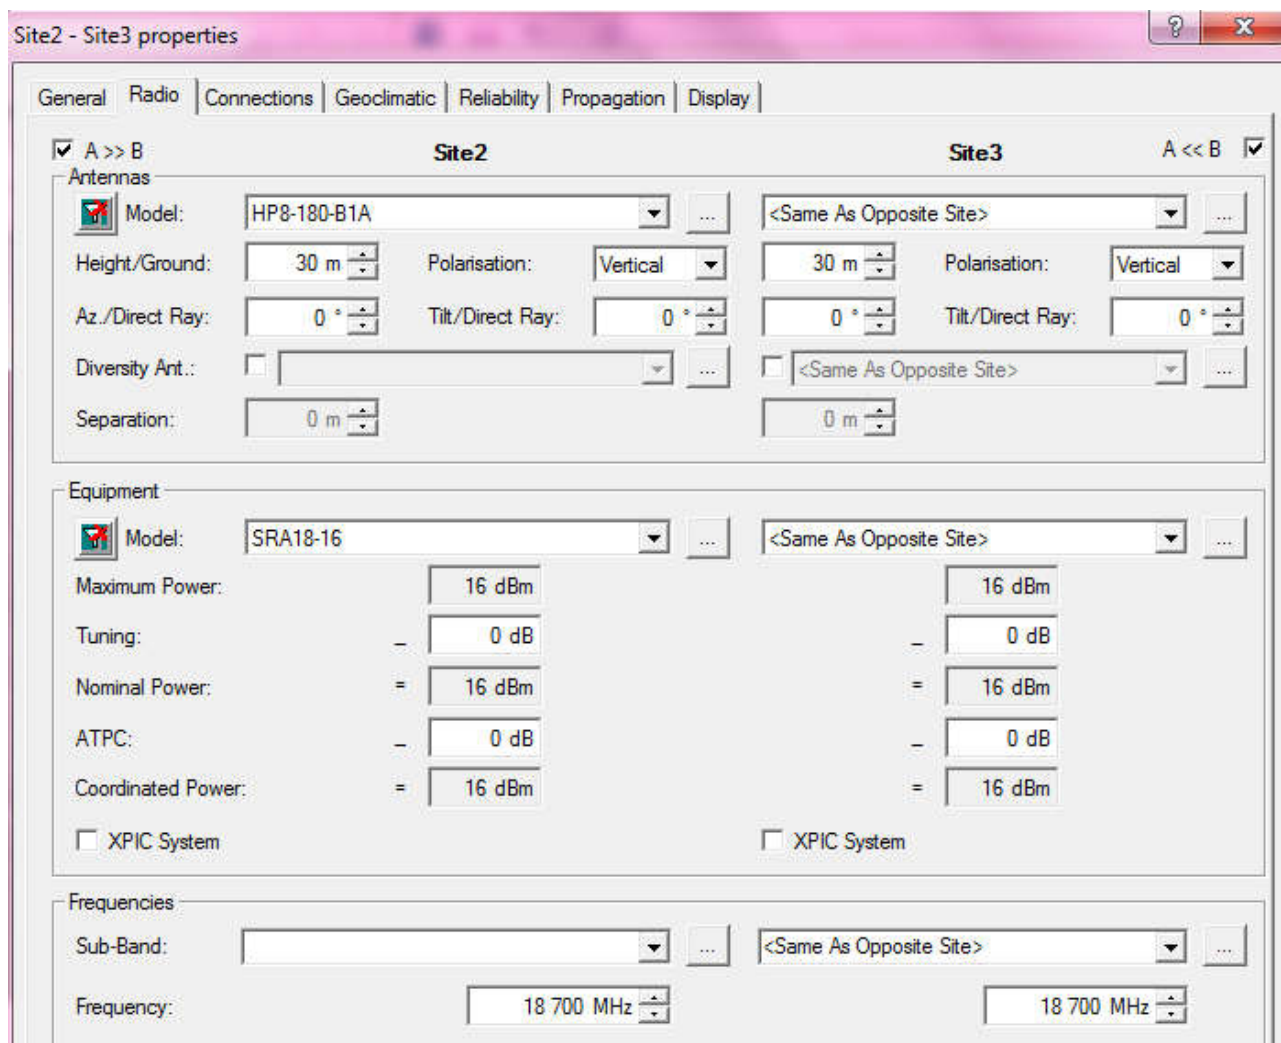 Site2 - Site3 properties
General Radio Connections Geoclimatic Reliability Propagation Display
A >> B Site2 Site3 A << B
Antennas
Model: HP8-180-B1A ... <Same As Opposite Site> ...
Height/Ground: 30 m Polarisation: Vertical 30 m Polarisation: Vertical
Az./Direct Ray: 0 ° Tilt/Direct Ray: 0 ° 0 ° Tilt/Direct Ray: 0 °
Diversity Ant.: ... <Same As Opposite Site> ...
Separation: 0 m 0 m
Equipment
Model: SRA18-16 ... <Same As Opposite Site> ...
Maximum Power: 16 dBm 16 dBm
Tuning: – 0 dB – 0 dB
Nominal Power: = 16 dBm = 16 dBm
ATPC: – 0 dB – 0 dB
Coordinated Power: = 16 dBm = 16 dBm
XPIC System XPIC System
Frequencies
Sub-Band: ... <Same As Opposite Site> ...
Frequency: 18 700 MHz 18 700 MHz